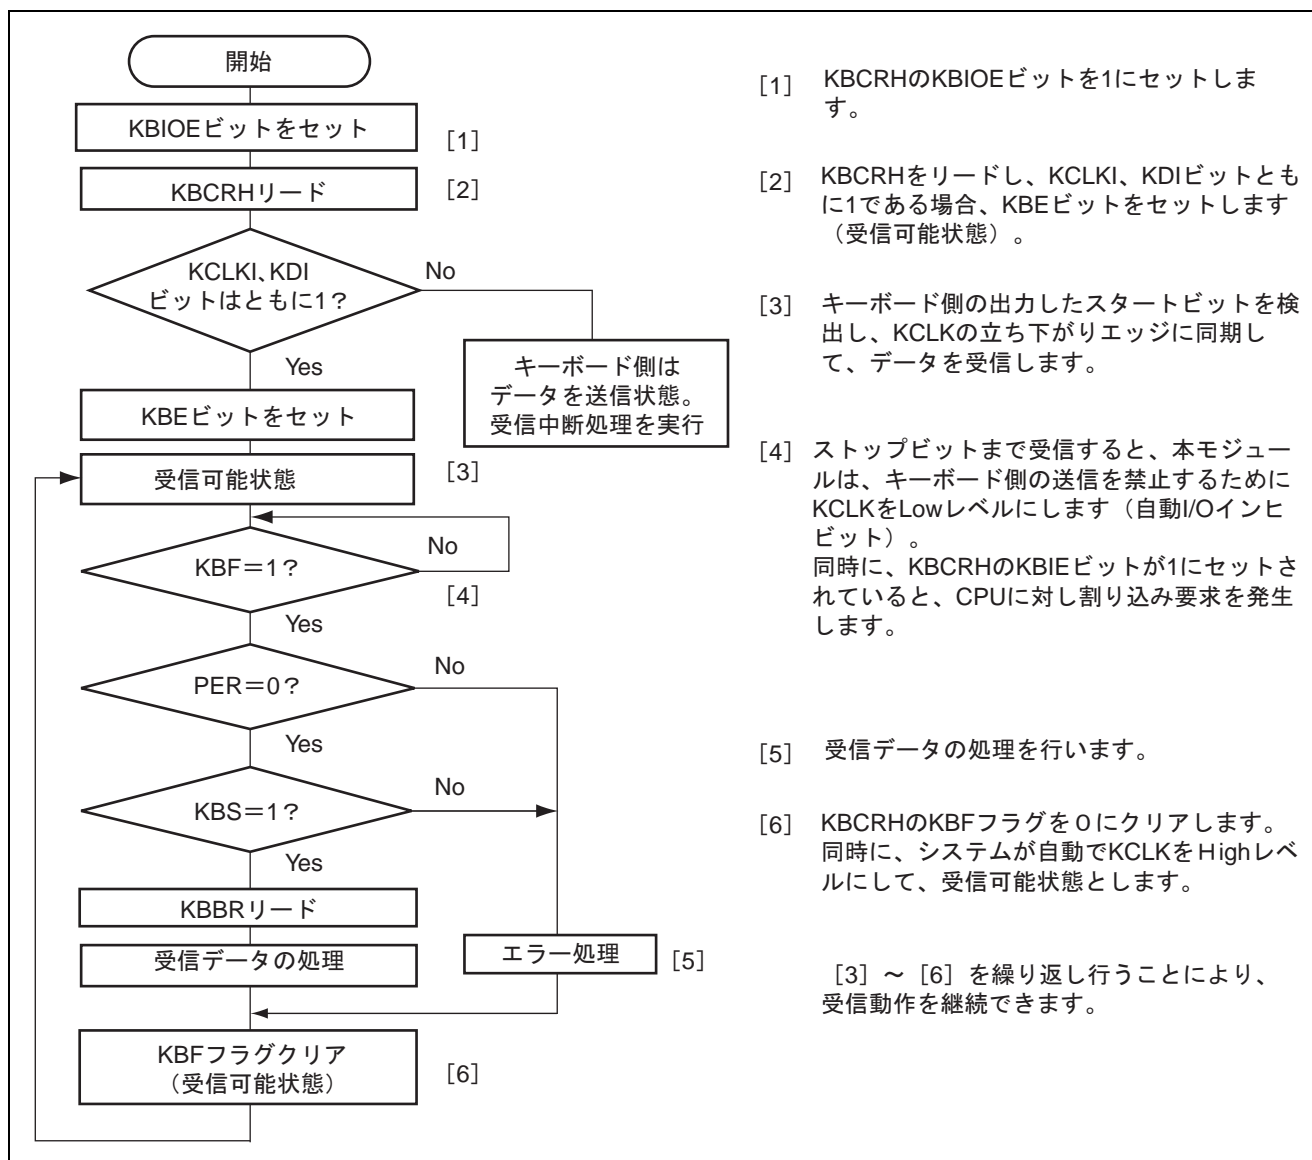 開始
KBIOEビットをセット
[1]
KBCRHリード
[2]
KCLKI、KDI
ビットはともに1？
No
Yes
キーボード側は
データを送信状態。
受信中断処理を実行
KBEビットをセット
受信可能状態
[3]
KBF＝1？
No
[4]
Yes
PER＝0？
No
Yes
KBS＝1？
No
Yes
KBBRリード
受信データの処理
エラー処理
[5]
KBFフラグクリア
（受信可能状態）
[6]
[1] KBCRHのKBIOEビットを1にセットしま
す。
[2] KBCRHをリードし、KCLKI、KDIビットとも
に1である場合、KBEビットをセットします
（受信可能状態）。
[3] キーボード側の出力したスタートビットを検
出し、KCLKの立ち下がりエッジに同期し
て、データを受信します。
[4] ストップビットまで受信すると、本モジュー
ルは、キーボード側の送信を禁止するために
KCLKをLowレベルにします（自動I/Oインヒ
ビット）。
同時に、KBCRHのKBIEビットが1にセットさ
れていると、CPUに対し割り込み要求を発生
します。
[5] 受信データの処理を行います。
[6] KBCRHのKBFフラグを０にクリアします。
同時に、システムが自動でKCLKをＨighレベ
ルにして、受信可能状態とします。
[3]～[6]を繰り返し行うことにより、
受信動作を継続できます。